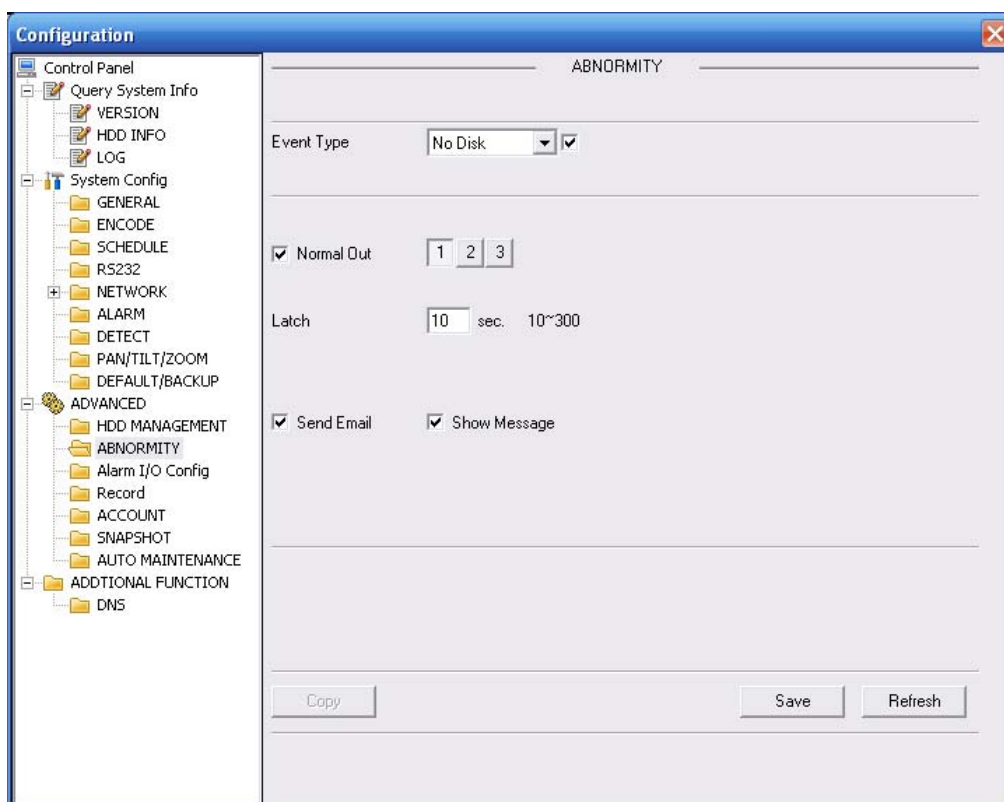 Configuration
Control Panel
Query System Info
VERSION
HDD INFO
LOG
System Config
GENERAL
ENCODE
SCHEDULE
RS232
NETWORK
ALARM
DETECT
PAN/TILT/ZOOM
DEFAULT/BACKUP
ADVANCED
HDD MANAGEMENT
ABNORMITY
Alarm I/O Config
Record
ACCOUNT
SNAPSHOT
AUTO MAINTENANCE
ADDTIONAL FUNCTION
DNS
ABNORMITY
Event Type No Disk
Normal Out 1 2 3
Latch 10 sec. 10~300
Send Email Show Message
Copy Save Refresh